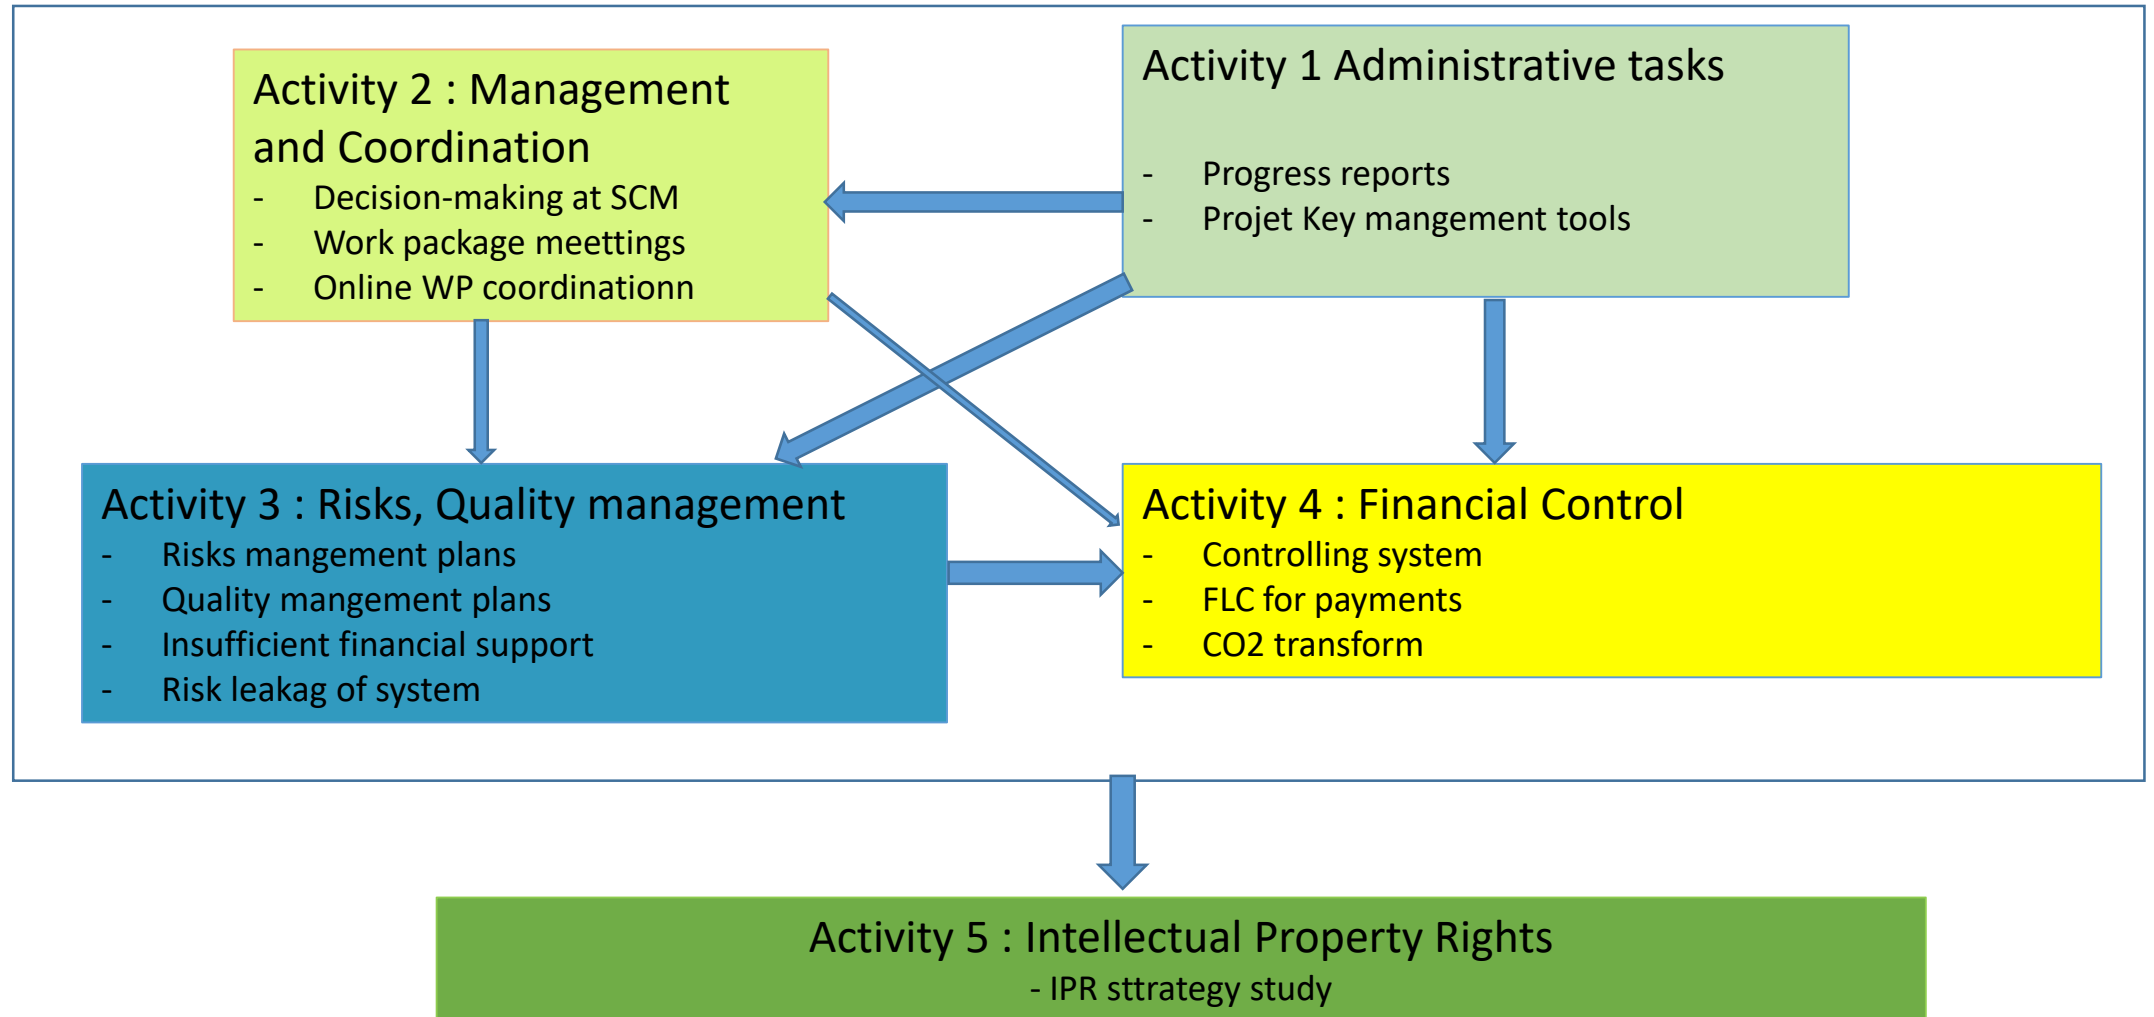 Activity 2 : Management
and Coordination
- Decision-making at SCM
- Work package meettings
- Online WP coordinationn
Activity 1 Administrative tasks
- Progress reports
- Projet Key mangement tools
Activity 3 : Risks, Quality management
- Risks mangement plans
- Quality mangement plans
- Insufficient financial support
- Risk leakag of system
Activity 4 : Financial Control
- Controlling system
- FLC for payments
- CO2 transform
Activity 5 : Intellectual Property Rights
- IPR sttrategy study